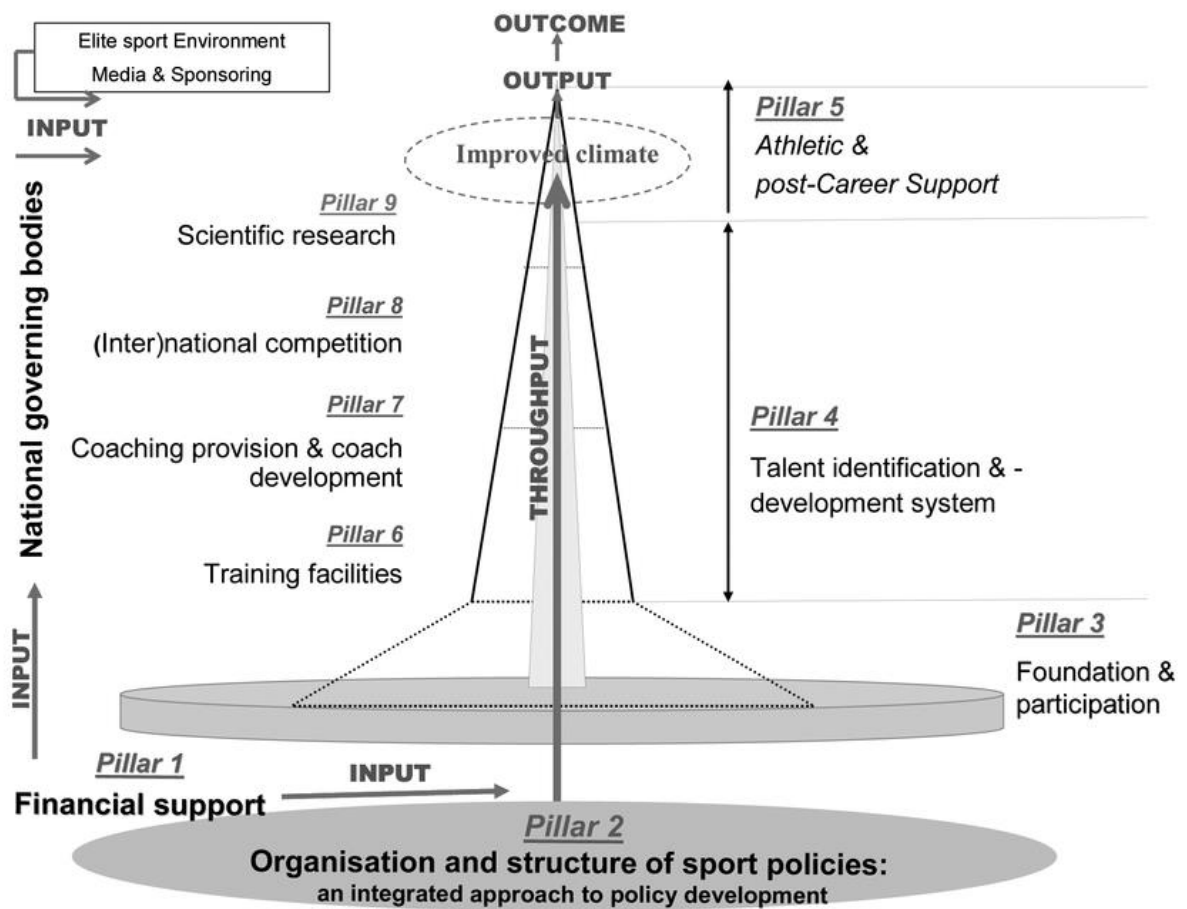 OUTCOME
Elite sport Environment
Media & Sponsoring
OUTPUT
INPUT
Improved climate
Pillar 5
Athletic &
post-Career Support
Pillar 9
Scientific research
Pillar 8
(Inter)national competition
Pillar 7
Coaching provision & coach
development
Pillar 6
Training facilities
National governing bodies
THROUGHPUT
Pillar 4
Talent identification & -
development system
Pillar 3
Foundation &
participation
INPUT
Pillar 1
Financial support
INPUT
Pillar 2
Organisation and structure of sport policies:
an integrated approach to policy development